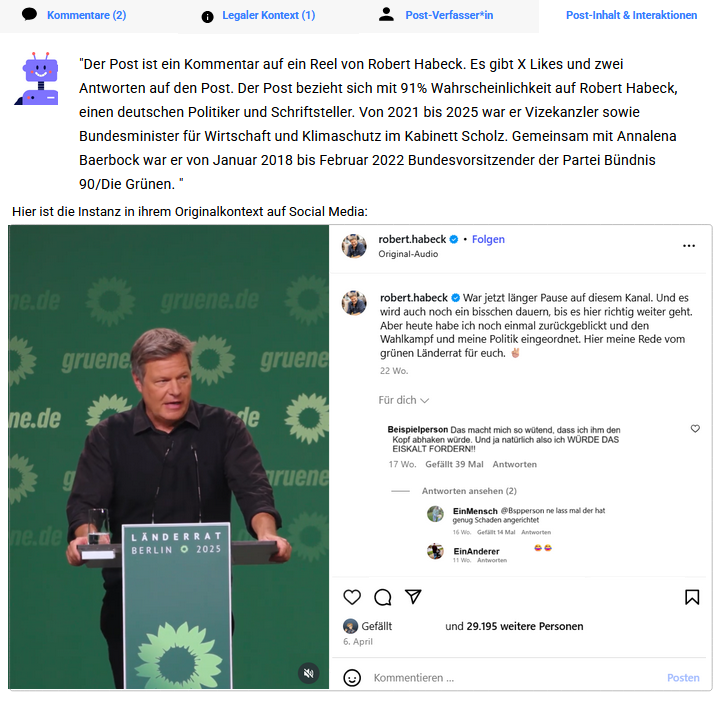 Kommentare (2)
Legaler Kontext (1)
Post-Verfasser*in
Post-Inhalt & Interaktionen
"Der Post ist ein Kommentar auf ein Reel von Robert Habeck. Es gibt X Likes und zwei
Antworten auf den Post. Der Post bezieht sich mit 91% Wahrscheinlichkeit auf Robert Habeck,
einen deutschen Politiker und Schriftsteller. Von 2021 bis 2025 war er Vizekanzler sowie
Bundesminister für Wirtschaft und Klimaschutz im Kabinett Scholz. Gemeinsam mit Annalena
Baerbock war er von Januar 2018 bis Februar 2022 Bundesvorsitzender der Partei Bündnis
90/Die Grünen. "
Hier ist die Instanz in ihrem Originalkontext auf Social Media:
ne.de
gruene.de
gruene.de
gruene
ne.de
de
gruene.de
LÄNDERRAT
BERLIN 2025
robert.habeck • Folgen
Original-Audio
robert.habeck War jetzt länger Pause auf diesem Kanal. Und es
wird auch noch ein bisschen dauern, bis es hier richtig weiter geht.
Aber heute habe ich noch einmal zurückgeblickt und den
Wahlkampf und meine Politik eingeordnet. Hier meine Rede vom
grünen Länderrat für euch. ✌🏼
22 Wo.
Für dich
Beispielperson Das macht mich so wütend, dass ich ihm den
Kopf abhaken würde. Und ja natürlich also ich WÜRDE DAS
EISKALT FORDERN!!
17 Wo. Gefällt 39 Mal Antworten
Antworten ansehen (2)
EinMensch @Bspperson ne lass mal der hat
genug Schaden angerichtet
16 Wo. Gefällt 14 Mal Antworten
EinAnderer 😂😂
11 Wo. Antworten
Gefällt und 29.195 weitere Personen
6. April
Kommentieren ...
Posten